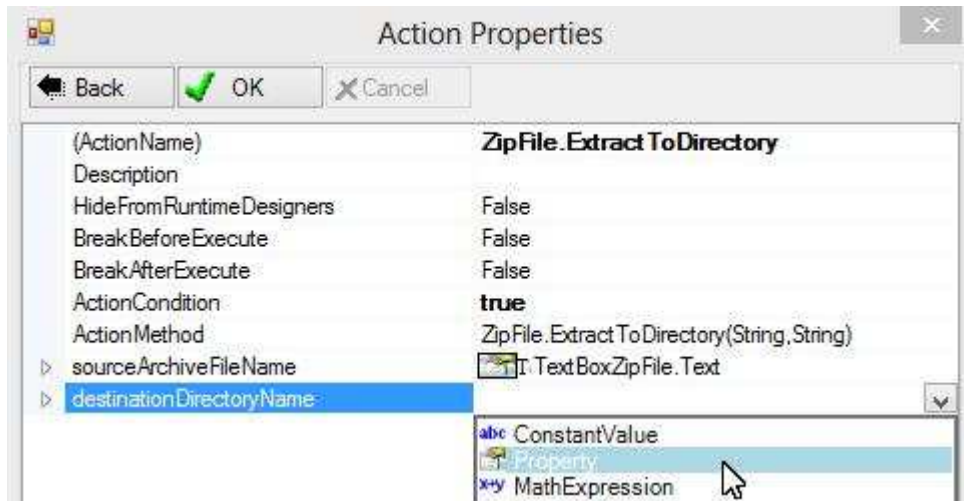 Action Properties
Back OK Cancel
(ActionName) ZipFile.ExtractToDirectory
Description
HideFromRuntimeDesigners False
BreakBeforeExecute False
BreakAfterExecute False
ActionCondition true
ActionMethod ZipFile.ExtractToDirectory(String,String)
sourceArchiveFileName T TextBoxZipFile.Text
destinationDirectoryName
abc ConstantValue
Property
x+y MathExpression